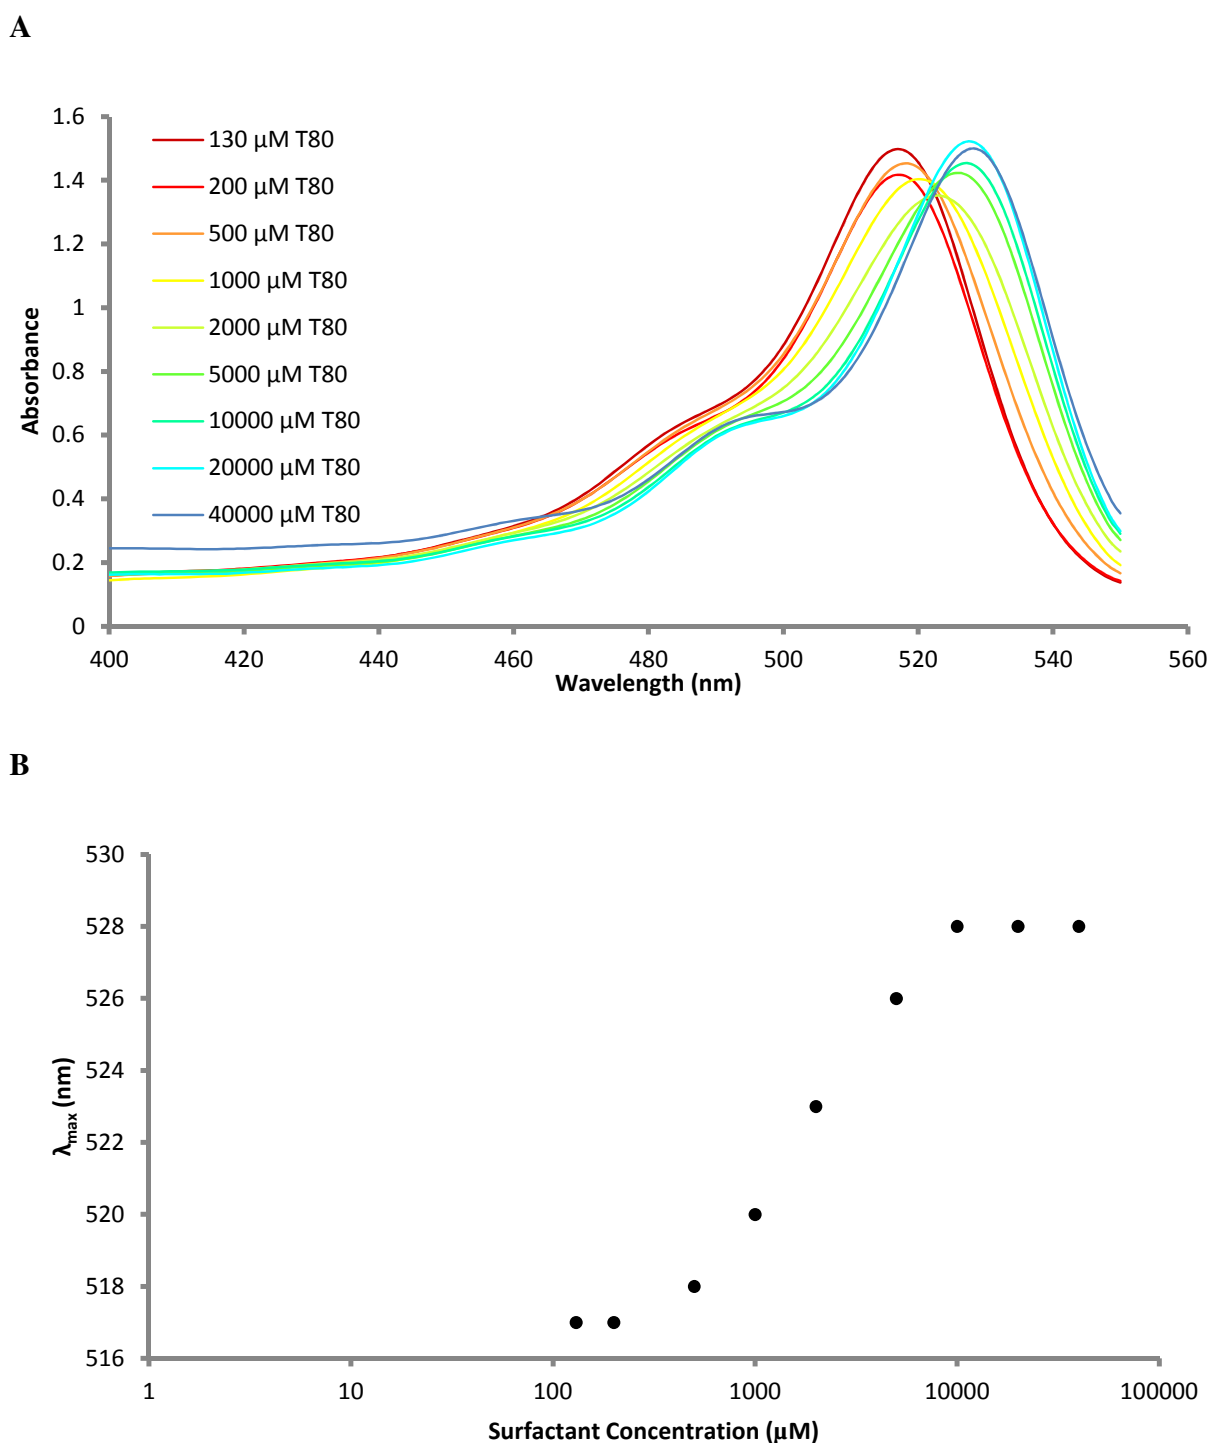 A
1.6
1.4
1.2
1
0.8
0.6
0.4
0.2
0
Absorbance
130 µM T80
200 µM T80
500 µM T80
1000 µM T80
2000 µM T80
5000 µM T80
10000 µM T80
20000 µM T80
40000 µM T80
400 420 440 460 480 500 520 540 560
Wavelength (nm)
B
530
528
526
524
522
520
518
516
λmax (nm)
1 10 100 1000 10000 100000
Surfactant Concentration (µM)